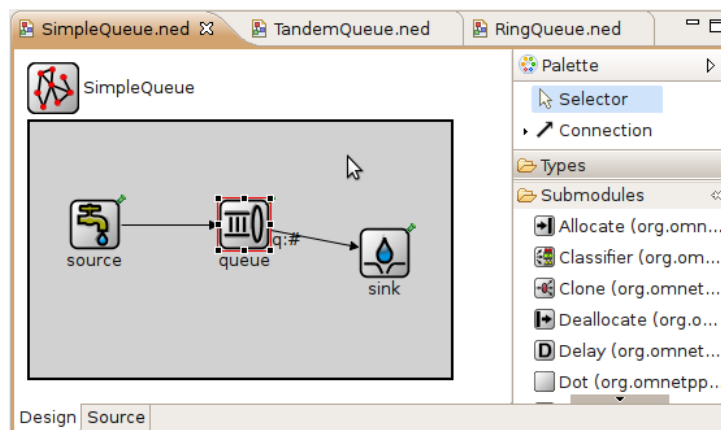 SimpleQueue.ned
TandemQueue.ned
RingQueue.ned
SimpleQueue
source
queue
q:#
sink
Design
Source
Palette
Selector
Connection
Types
Submodules
Allocate (org.omn...
Classifier (org.om...
Clone (org.omnet...
Deallocate (org.o...
D
Delay (org.omnet...
Dot (org.omnetpp...